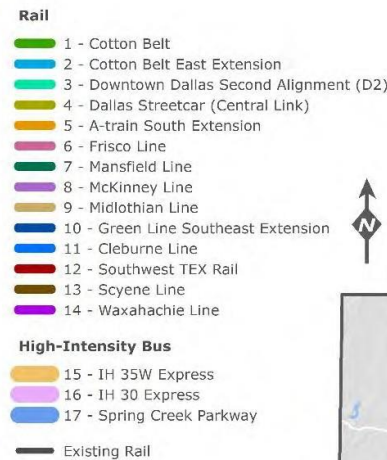 Rail
1 - Cotton Belt
2 - Cotton Belt East Extension
3 - Downtown Dallas Second Alignment (D2)
4 - Dallas Streetcar (Central Link)
5 - A-train South Extension
6 - Frisco Line
7 - Mansfield Line
8 - McKinney Line
9 - Midlothian Line
10 - Green Line Southeast Extension
11 - Cleburne Line
12 - Southwest TEX Rail
13 - Scyene Line
14 - Waxahachie Line
N
High-Intensity Bus
15 - IH 35W Express
16 - IH 30 Express
17 - Spring Creek Parkway
Existing Rail